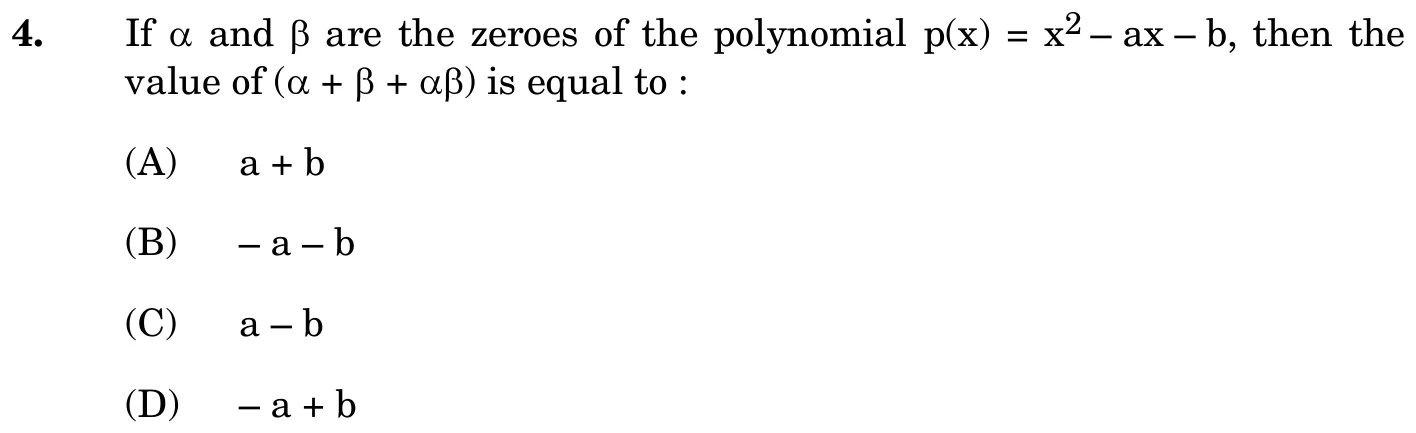 4. If α and β are the zeroes of the polynomial p(x) = x² – ax – b, then the
value of (α + β + αβ) is equal to :
(A) a + b
(B) – a – b
(C) a – b
(D) – a + b